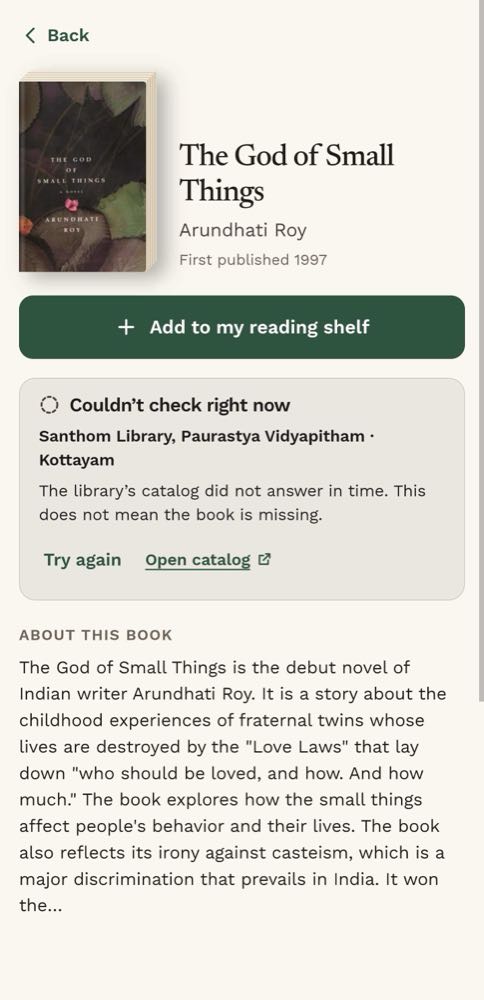 Back
THE GOD
OF
SMALL THINGS
A NOVEL
ARUNDHATI
ROY
The God of Small
Things
Arundhati Roy
First published 1997
+ Add to my reading shelf
Couldn’t check right now
Santhom Library, Paurastya Vidyapitham ·
Kottayam
The library’s catalog did not answer in time. This
does not mean the book is missing.
Try again Open catalog
ABOUT THIS BOOK
The God of Small Things is the debut novel of
Indian writer Arundhati Roy. It is a story about the
childhood experiences of fraternal twins whose
lives are destroyed by the "Love Laws" that lay
down "who should be loved, and how. And how
much." The book explores how the small things
affect people's behavior and their lives. The book
also reflects its irony against casteism, which is a
major discrimination that prevails in India. It won
the...